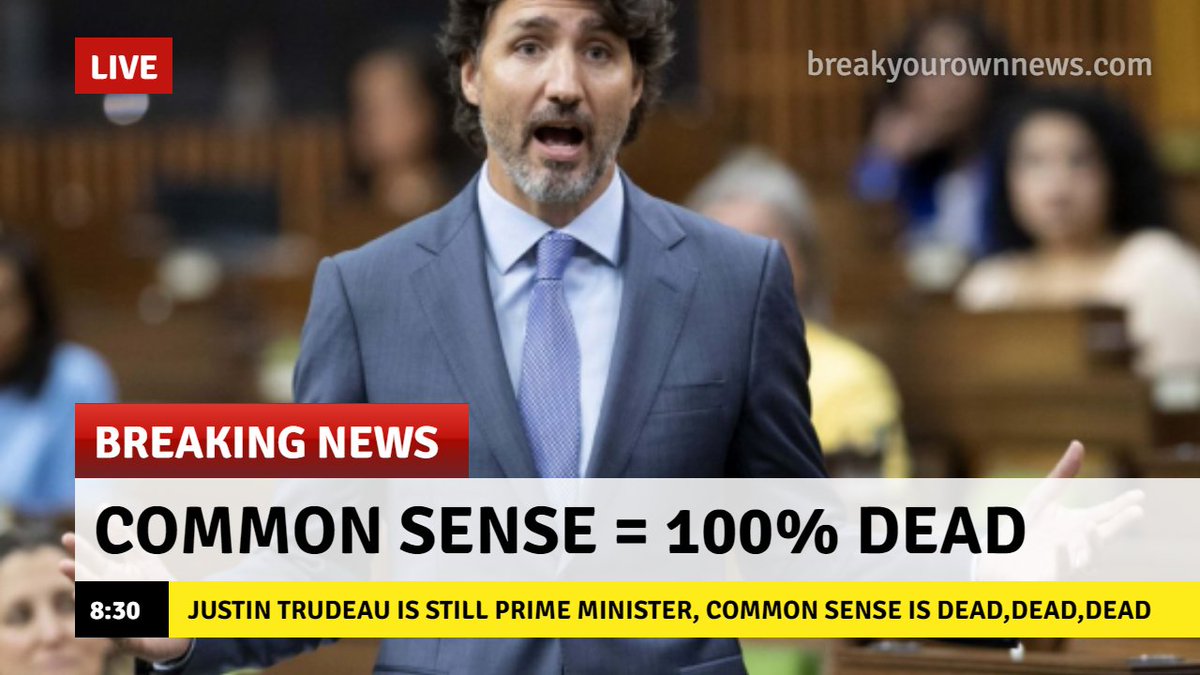 LIVE
breakyourownnews.com
BREAKING NEWS
COMMON SENSE = 100% DEAD
8:30
JUSTIN TRUDEAU IS STILL PRIME MINISTER, COMMON SENSE IS DEAD,DEAD,DEAD